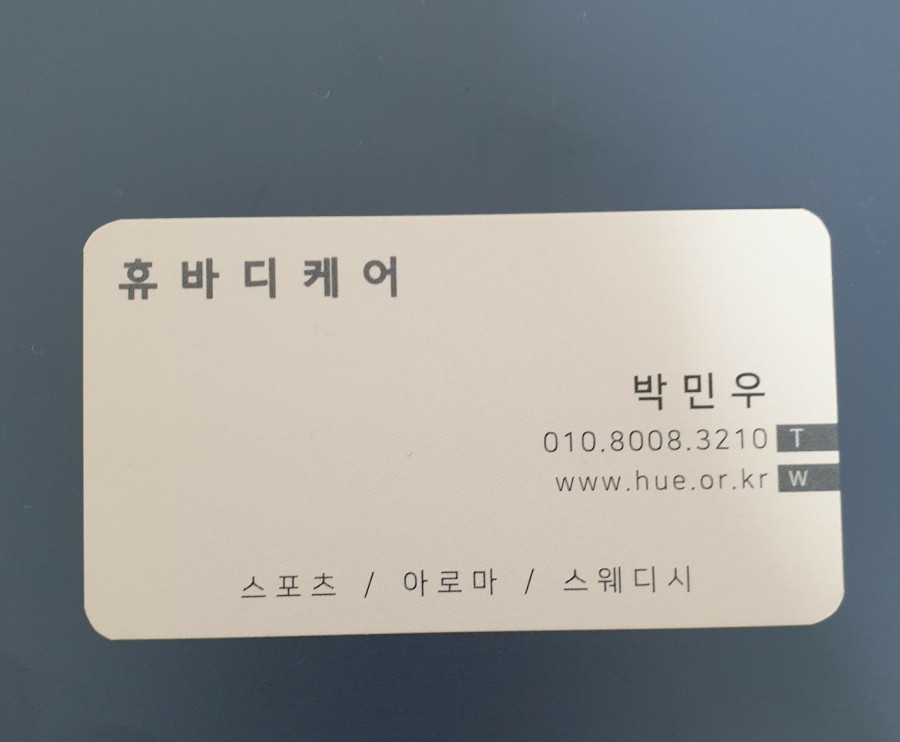 휴바디케어
박민우
010.8008.3210 T
www.hue.or.kr W
스포츠 / 아로마 / 스웨디시